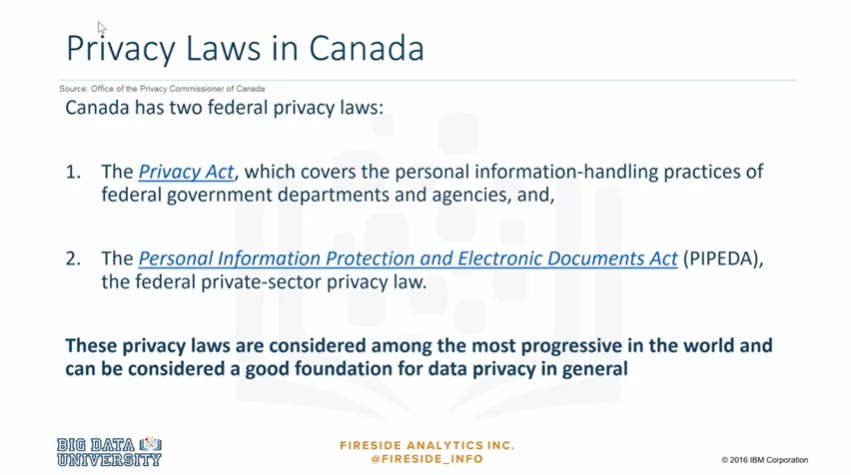 Privacy Laws in Canada
Source: Office of the Privacy Commissioner of Canada
Canada has two federal privacy laws:
1. The Privacy Act, which covers the personal information-handling practices of
federal government departments and agencies, and,
2. The Personal Information Protection and Electronic Documents Act (PIPEDA),
the federal private-sector privacy law.
These privacy laws are considered among the most progressive in the world and
can be considered a good foundation for data privacy in general
BIG DATA
UNIVERSITY
FIRESIDE ANALYTICS INC.
@FIRESIDE_INFO
© 2016 IBM Corporation